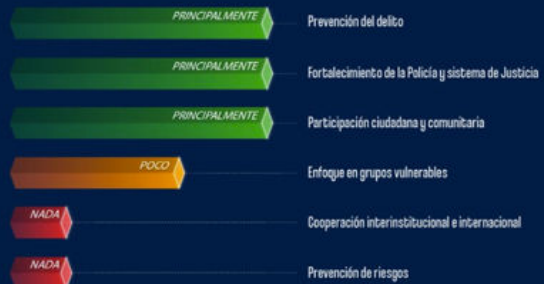 PRINCIPALMENTE Prevención del delito
PRINCIPALMENTE Fortalecimiento de la Policía y sistema de Justicia
PRINCIPALMENTE Participación ciudadana y comunitaria
POCO Enfoque en grupos vulnerables
NADA Cooperación interinstitucional e internacional
NADA Prevención de riesgos